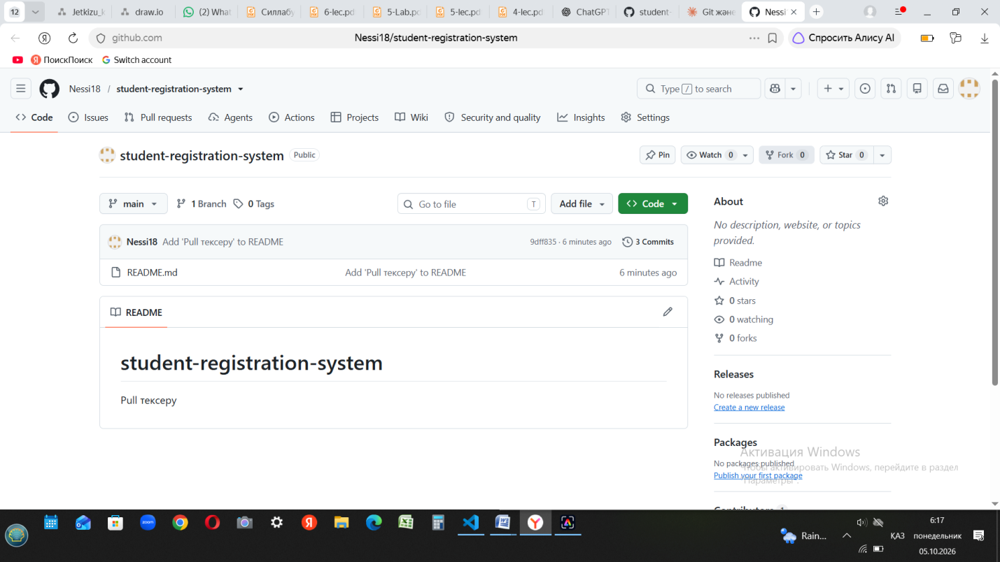 12
Jetkizu_k
draw.io
(2) What
Силлабу
6-lec.pd
5-Lab.pd
5-lec.pd
4-lec.pd
ChatGPT
student-
Git және
Nessi
github.com
Nessi18/student-registration-system
Спросить Алису AI
ПоискПоиск
Switch account
Nessi18 / student-registration-system
Type / to search
Code
Issues
Pull requests
Agents
Actions
Projects
Wiki
Security and quality
Insights
Settings
student-registration-system
Public
Pin
Watch 0
Fork 0
Star 0
main
1 Branch
0 Tags
Go to file
T
Add file
Code
Nessi18 Add 'Pull тексеру' to README
9dff835 · 6 minutes ago
3 Commits
README.md
Add 'Pull тексеру' to README
6 minutes ago
README
student-registration-system
Pull тексеру
About
No description, website, or topics
provided.
Readme
Activity
0 stars
0 watching
0 forks
Releases
No releases published
Create a new release
Packages
No packages published
Publish your first package
Contributors 1
Активация Windows
Чтобы активировать Windows, перейдите в раздел
"Параметры".
zoom
Rain...
ҚАЗ
6:17
понедельник
05.10.2026